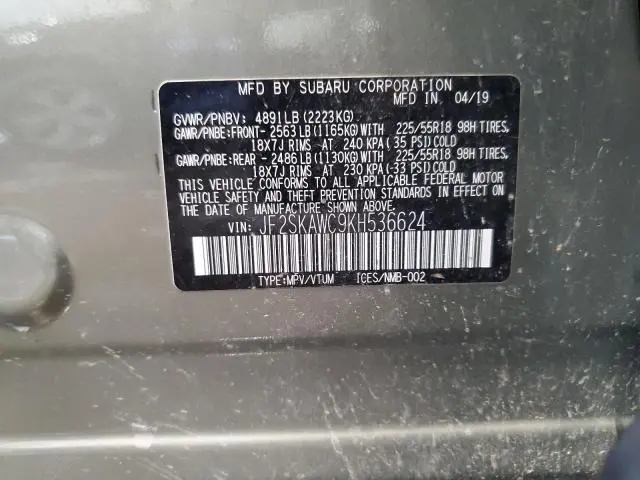 MFD BY SUBARU CORPORATION
MFD IN 04/19
GVWR/PNBV: 4891LB (2223KG)
GAWR/PNBE:FRONT- 2563LB (1165KG) WITH 225/55R18 98H TIRES,
18X7J RIMS AT 240 KPA (35 PSI) COLD
GAWR/PNBE:REAR - 2486LB (1130KG) WITH 225/55R18 98H TIRES,
18X7J RIMS AT 230 KPA (33 PSI) COLD
THIS VEHICLE CONFORMS TO ALL APPLICABLE FEDERAL MOTOR
VEHICLE SAFETY AND THEFT PREVENTION STANDARDS IN EFFECT
ON THE DATE OF MANUFACTURE SHOWN ABOVE.
VIN: JF2SKAWC9KH536624
TYPE:MPV/VTUM ICES/NMB-002